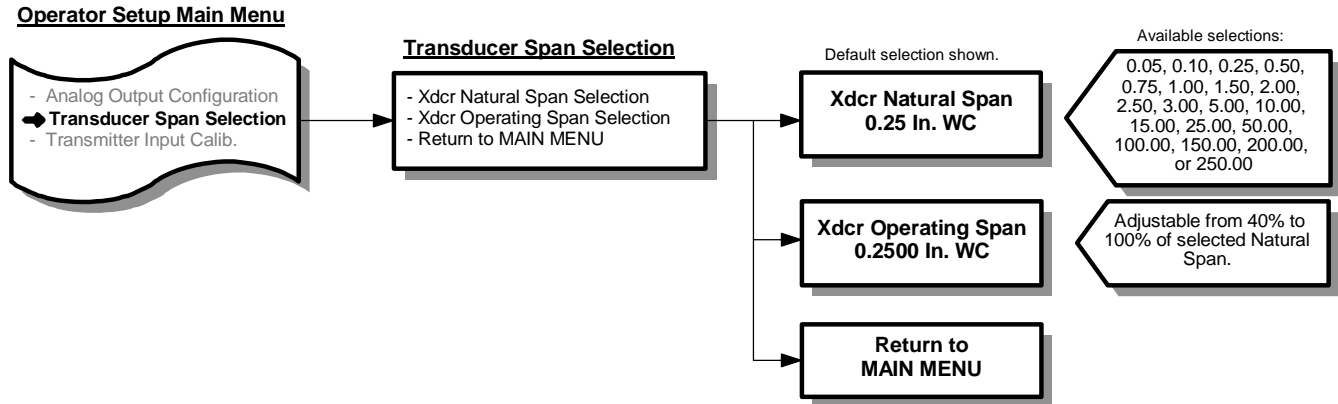 Operator Setup Main Menu
- Analog Output Configuration
Transducer Span Selection
- Transmitter Input Calib.
Transducer Span Selection
- Xdcr Natural Span Selection
- Xdcr Operating Span Selection
- Return to MAIN MENU
Default selection shown.
Xdcr Natural Span
0.25 In. WC
Available selections:
0.05, 0.10, 0.25, 0.50,
0.75, 1.00, 1.50, 2.00,
2.50, 3.00, 5.00, 10.00,
15.00, 25.00, 50.00,
100.00, 150.00, 200.00,
or 250.00
Xdcr Operating Span
0.2500 In. WC
Adjustable from 40% to
100% of selected Natural
Span.
Return to
MAIN MENU